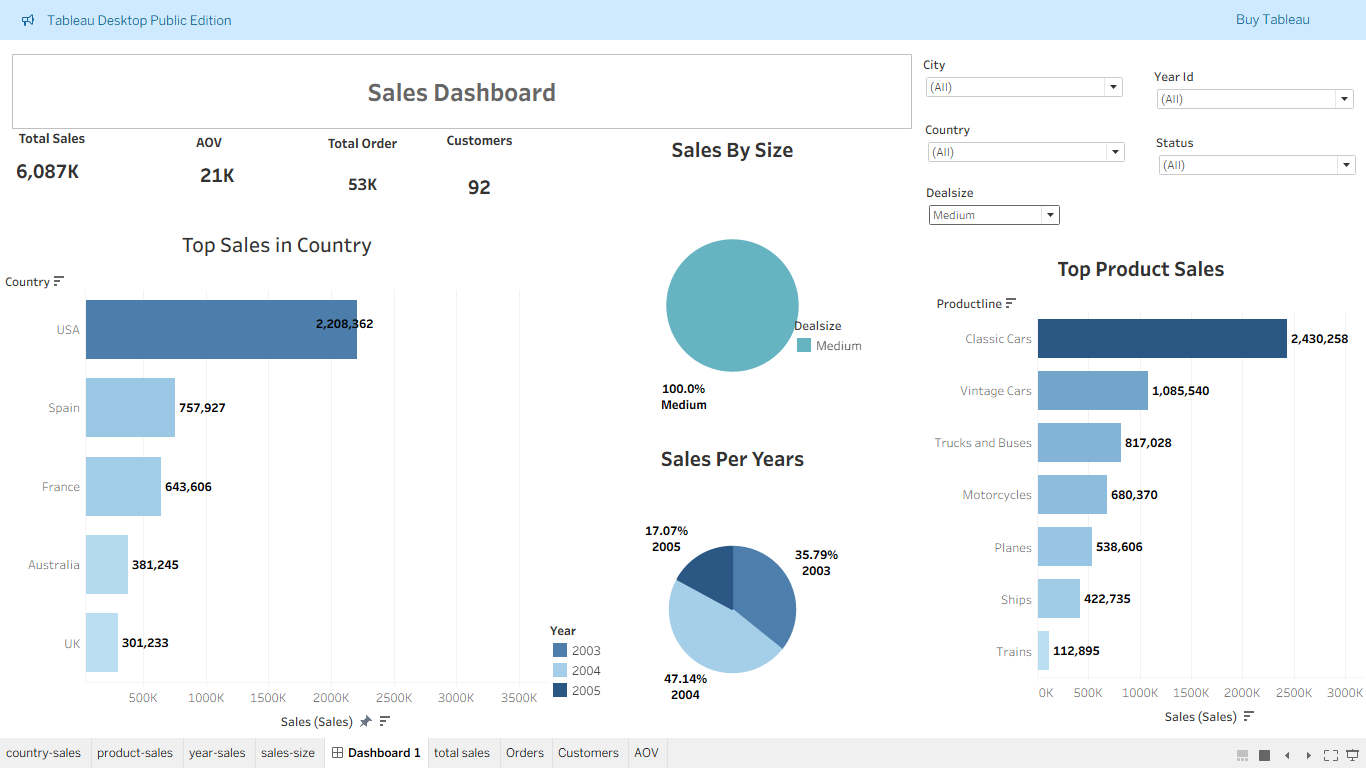 Tableau Desktop Public Edition
Buy Tableau
Sales Dashboard
City
(All)
Year Id
(All)
Country
(All)
Status
(All)
Dealsize
Medium
Total Sales
6,087K
AOV
21K
Total Order
53K
Customers
92
Top Sales in Country
Country
USA
2,208,362
Spain
757,927
France
643,606
Australia
381,245
UK
301,233
500K
1000K
1500K
2000K
2500K
3000K
3500K
Sales (Sales)
Sales By Size
Dealsize
Medium
100.0%
Medium
Sales Per Years
17.07%
2005
35.79%
2003
47.14%
2004
Year
2003
2004
2005
Top Product Sales
Productline
Classic Cars
2,430,258
Vintage Cars
1,085,540
Trucks and Buses
817,028
Motorcycles
680,370
Planes
538,606
Ships
422,735
Trains
112,895
0K
500K
1000K
1500K
2000K
2500K
3000K
Sales (Sales)
country-sales
product-sales
year-sales
sales-size
Dashboard 1
total sales
Orders
Customers
AOV